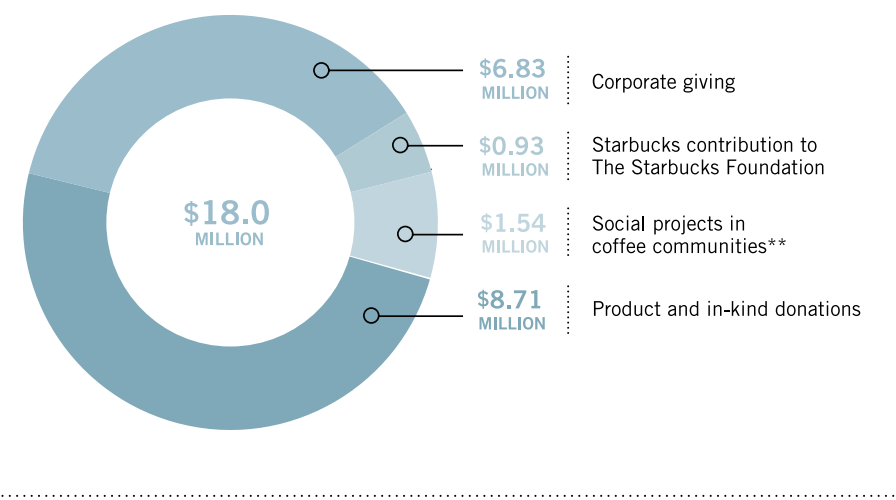 $6.83
MILLION
Corporate giving
$0.93
MILLION
Starbucks contribution to
The Starbucks Foundation
$18.0
MILLION
$1.54
MILLION
Social projects in
coffee communities**
$8.71
MILLION
Product and in-kind donations